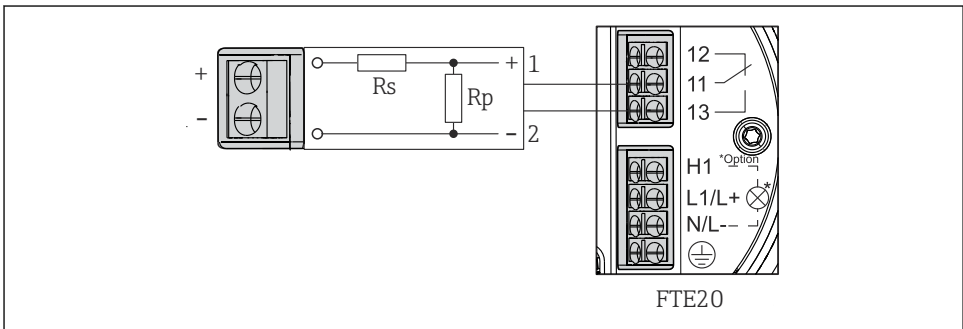 +
-
Rs
Rp
+ 1
- 2
12
11
13
H1 *Option
L1/L+ *
N/L-
FTE20